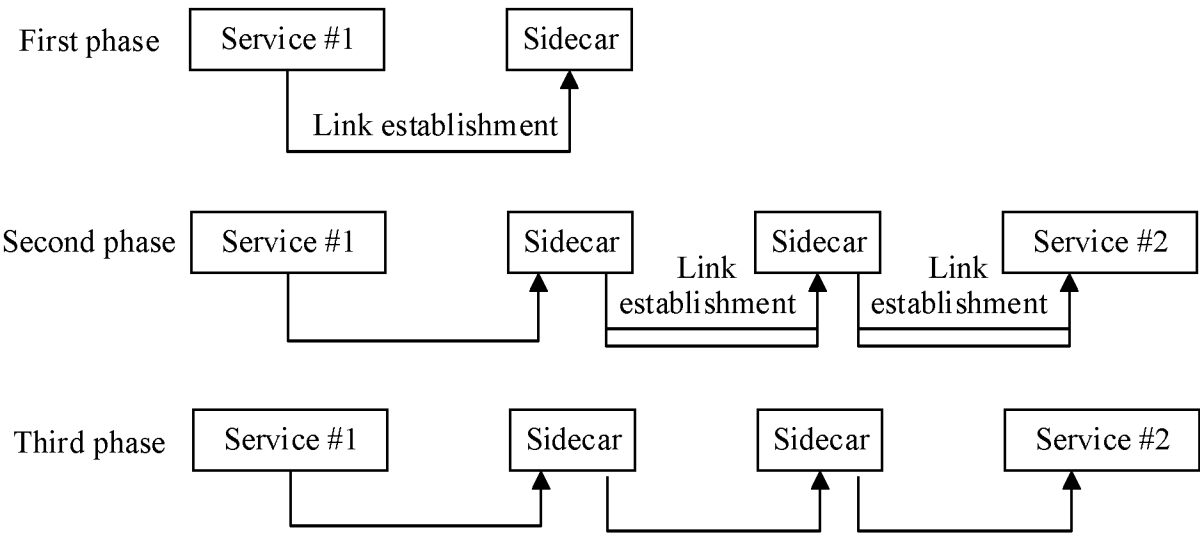 First phase
Service #1
Sidecar
Link establishment
Second phase
Service #1
Sidecar
Sidecar
Service #2
Link
establishment
Link
establishment
Third phase
Service #1
Sidecar
Sidecar
Service #2